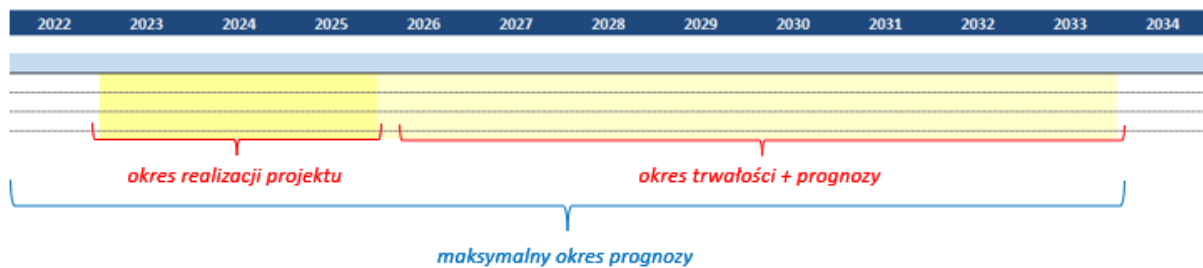 2022 2023 2024 2025 2026 2027 2028 2029 2030 2031 2032 2033 2034
okres realizacji projektu okres trwałości + prognozy
maksymalny okres prognozy